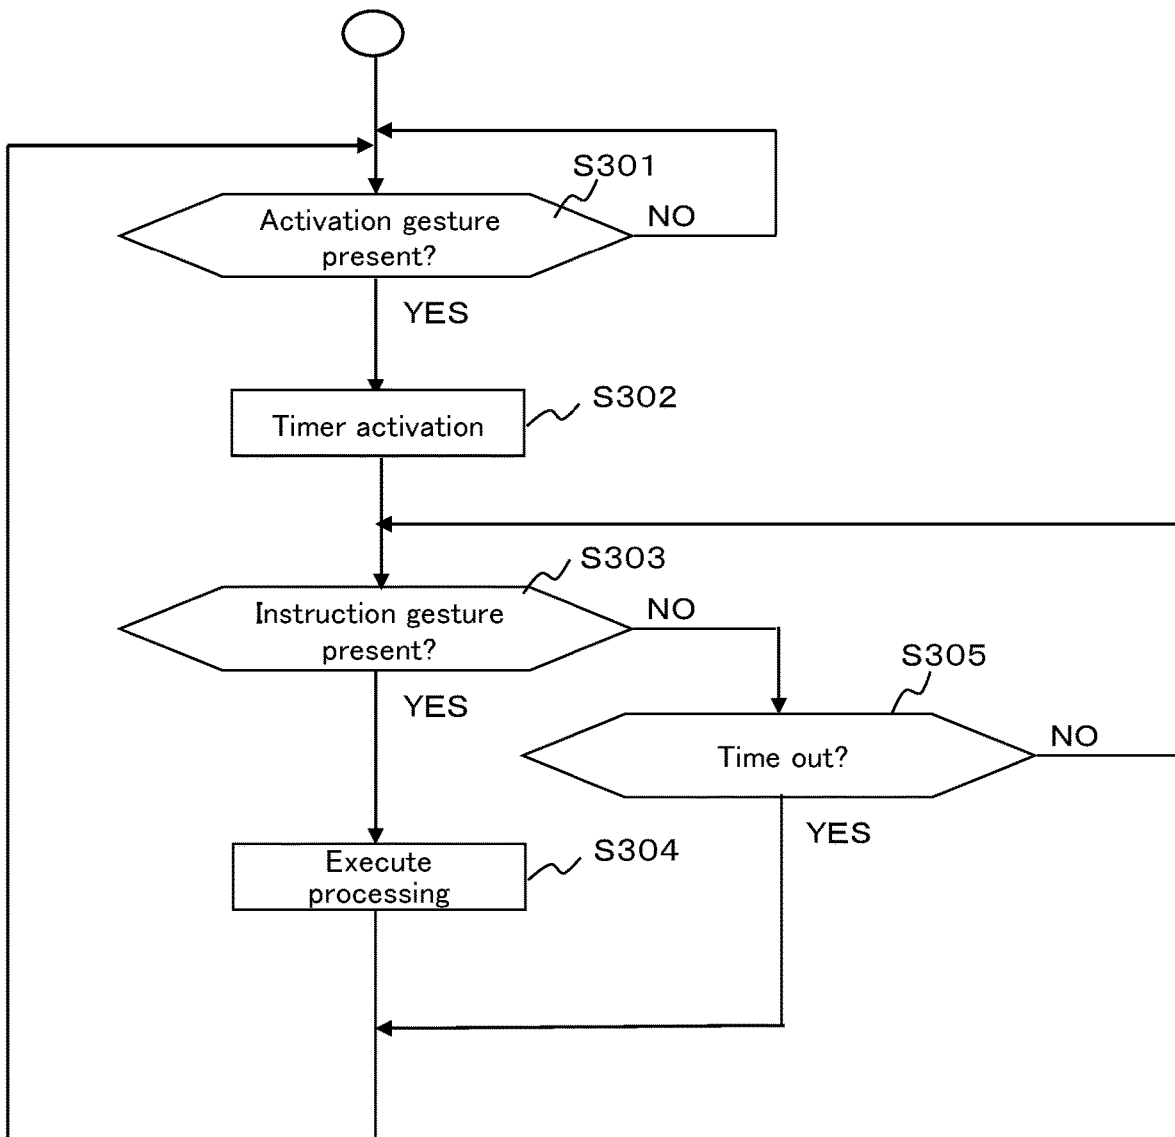 S301
Activation gesture
present?
NO
YES
S302
Timer activation
S303
Instruction gesture
present?
NO
YES
S305
Time out?
NO
YES
S304
Execute
processing